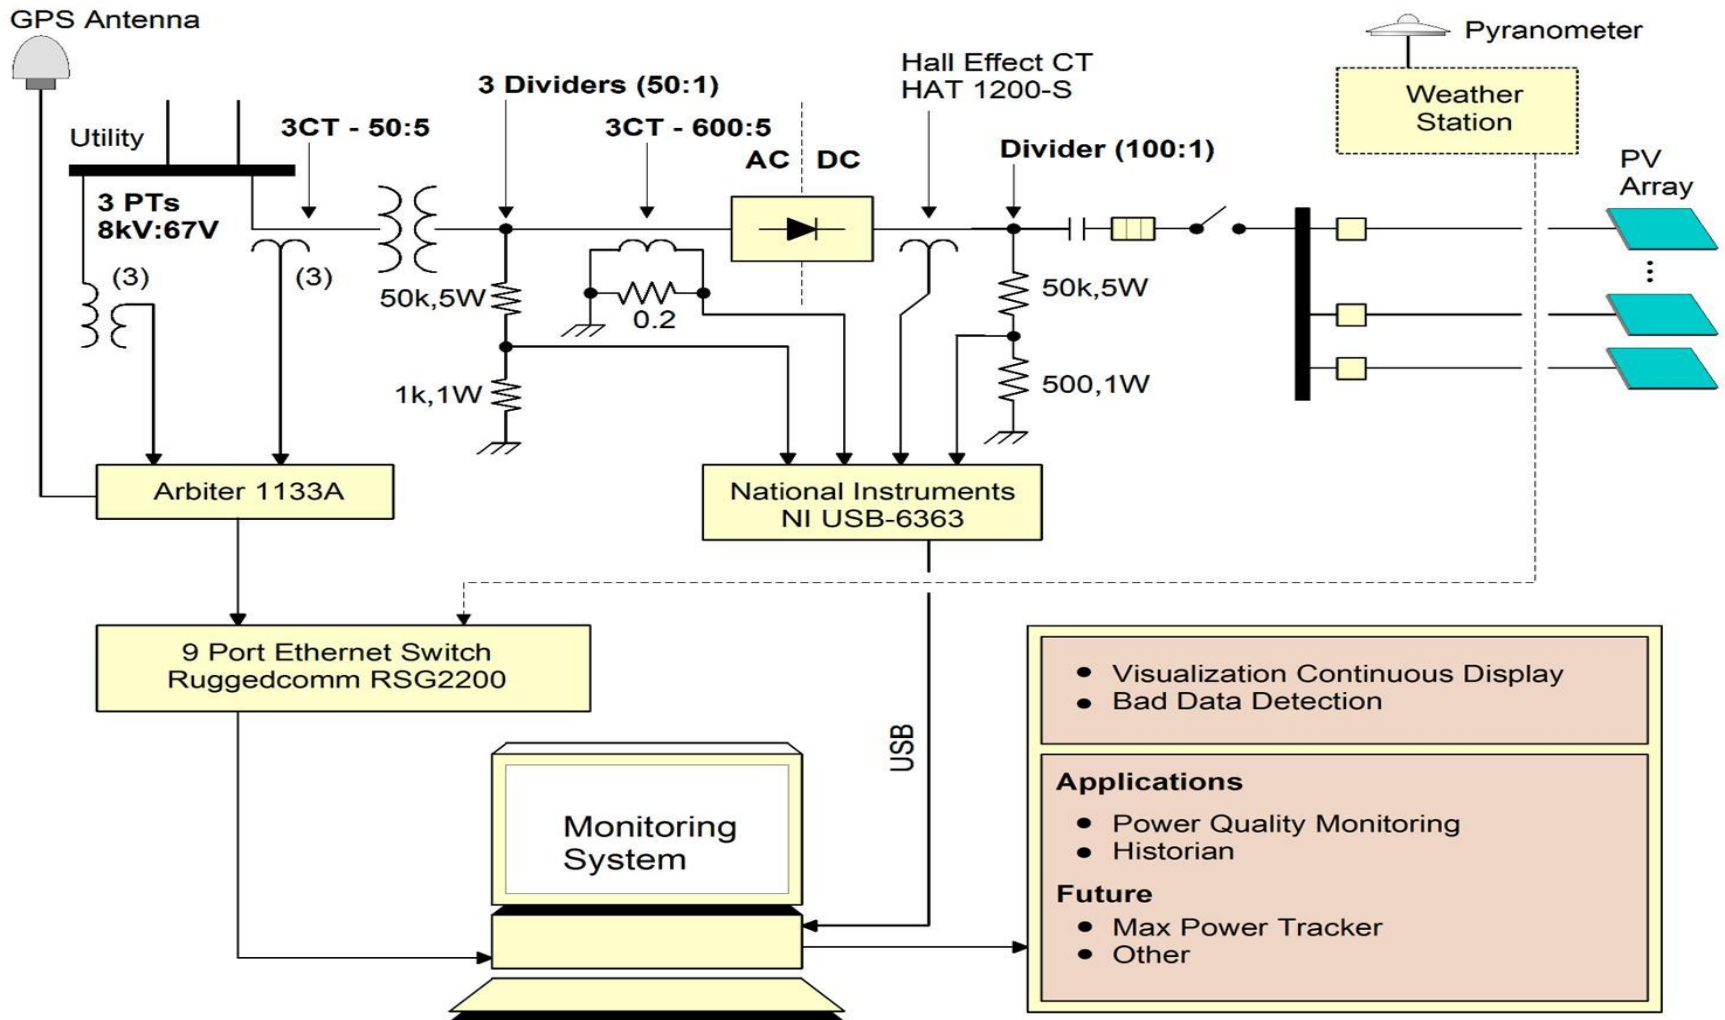 GPS Antenna
Pyranometer
Hall Effect CT
HAT 1200-S
3 Dividers (50:1)
Weather
Station
3CT - 50:5
3CT - 600:5
Utility
AC
DC
Divider (100:1)
PV
Array
3 PTs
8kV:67V
(3)
(3)
50k,5W
0.2
50k,5W
1k,1W
500,1W
Arbiter 1133A
National Instruments
NI USB-6363
9 Port Ethernet Switch
Ruggedcomm RSG2200
USB
Monitoring
System
Visualization Continuous Display
Bad Data Detection
Applications
Power Quality Monitoring
Historian
Future
Max Power Tracker
Other